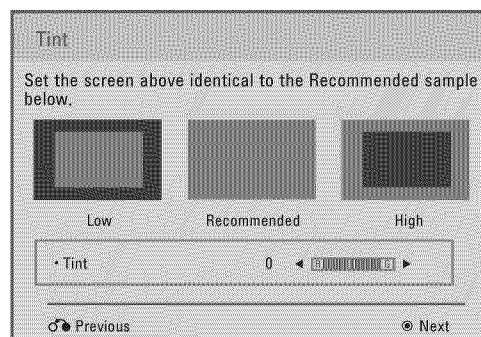 Tint
Set the screen above identical to the Recommended sample
below.
Low Recommended High
• Tint 0 ◄ R G ►
Previous ◉ Next